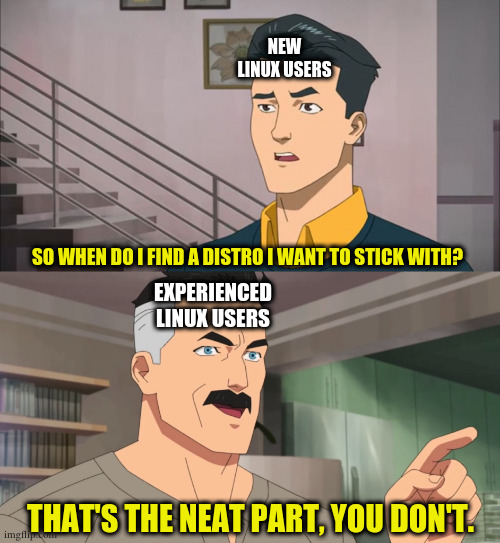 NEW
LINUX USERS
SO WHEN DO I FIND A DISTRO I WANT TO STICK WITH?
EXPERIENCED
LINUX USERS
THAT'S THE NEAT PART, YOU DON'T.
imgflip.com